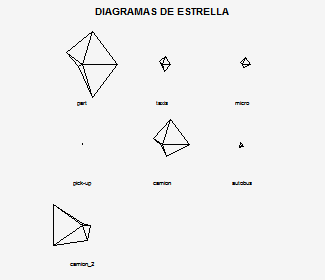 DIAGRAMAS DE ESTRELLA
part taxis micro
pick-up camion autobus
camion_2